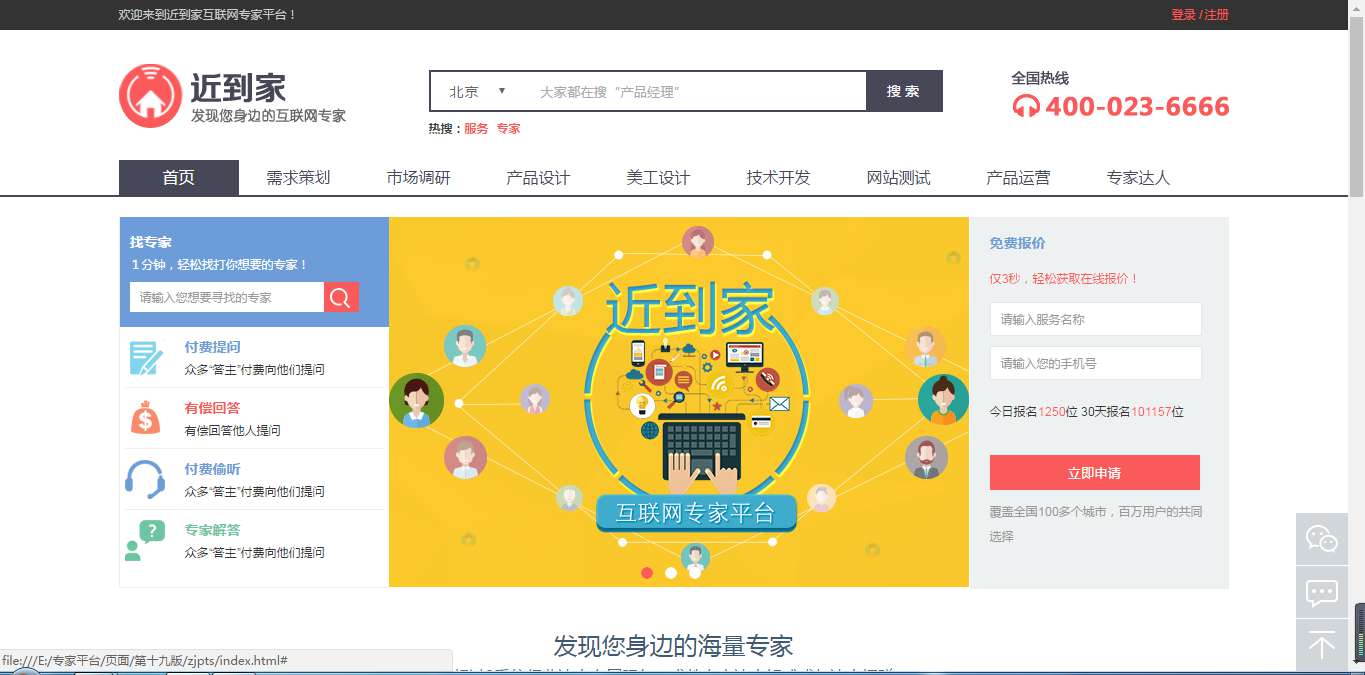 欢迎来到近到家互联网专家平台！
登录 / 注册
近到家
发现您身边的互联网专家
北京 ▼ 大家都在搜 “产品经理”
搜 索
热搜：服务 专家
全国热线
400-023-6666
首页 需求策划 市场调研 产品设计 美工设计 技术开发 网站测试 产品运营 专家达人
找专家
1 分钟，轻松找打你想要的专家！
请输入您想要寻找的专家
付费提问
众多“答主”付费向他们提问
有偿回答
有偿回答他人提问
付费偷听
众多“答主”付费向他们提问
专家解答
众多“答主”付费向他们提问
近到家
互联网专家平台
免费报价
仅3秒，轻松获取在线报价！
请输入服务名称
请输入您的手机号
今日报名1250位 30天报名101157位
立即申请
覆盖全国100多个城市，百万用户的共同
选择
发现您身边的海量专家
file:///E:/专家平台/页面/第十九版/zjpts/index.html#